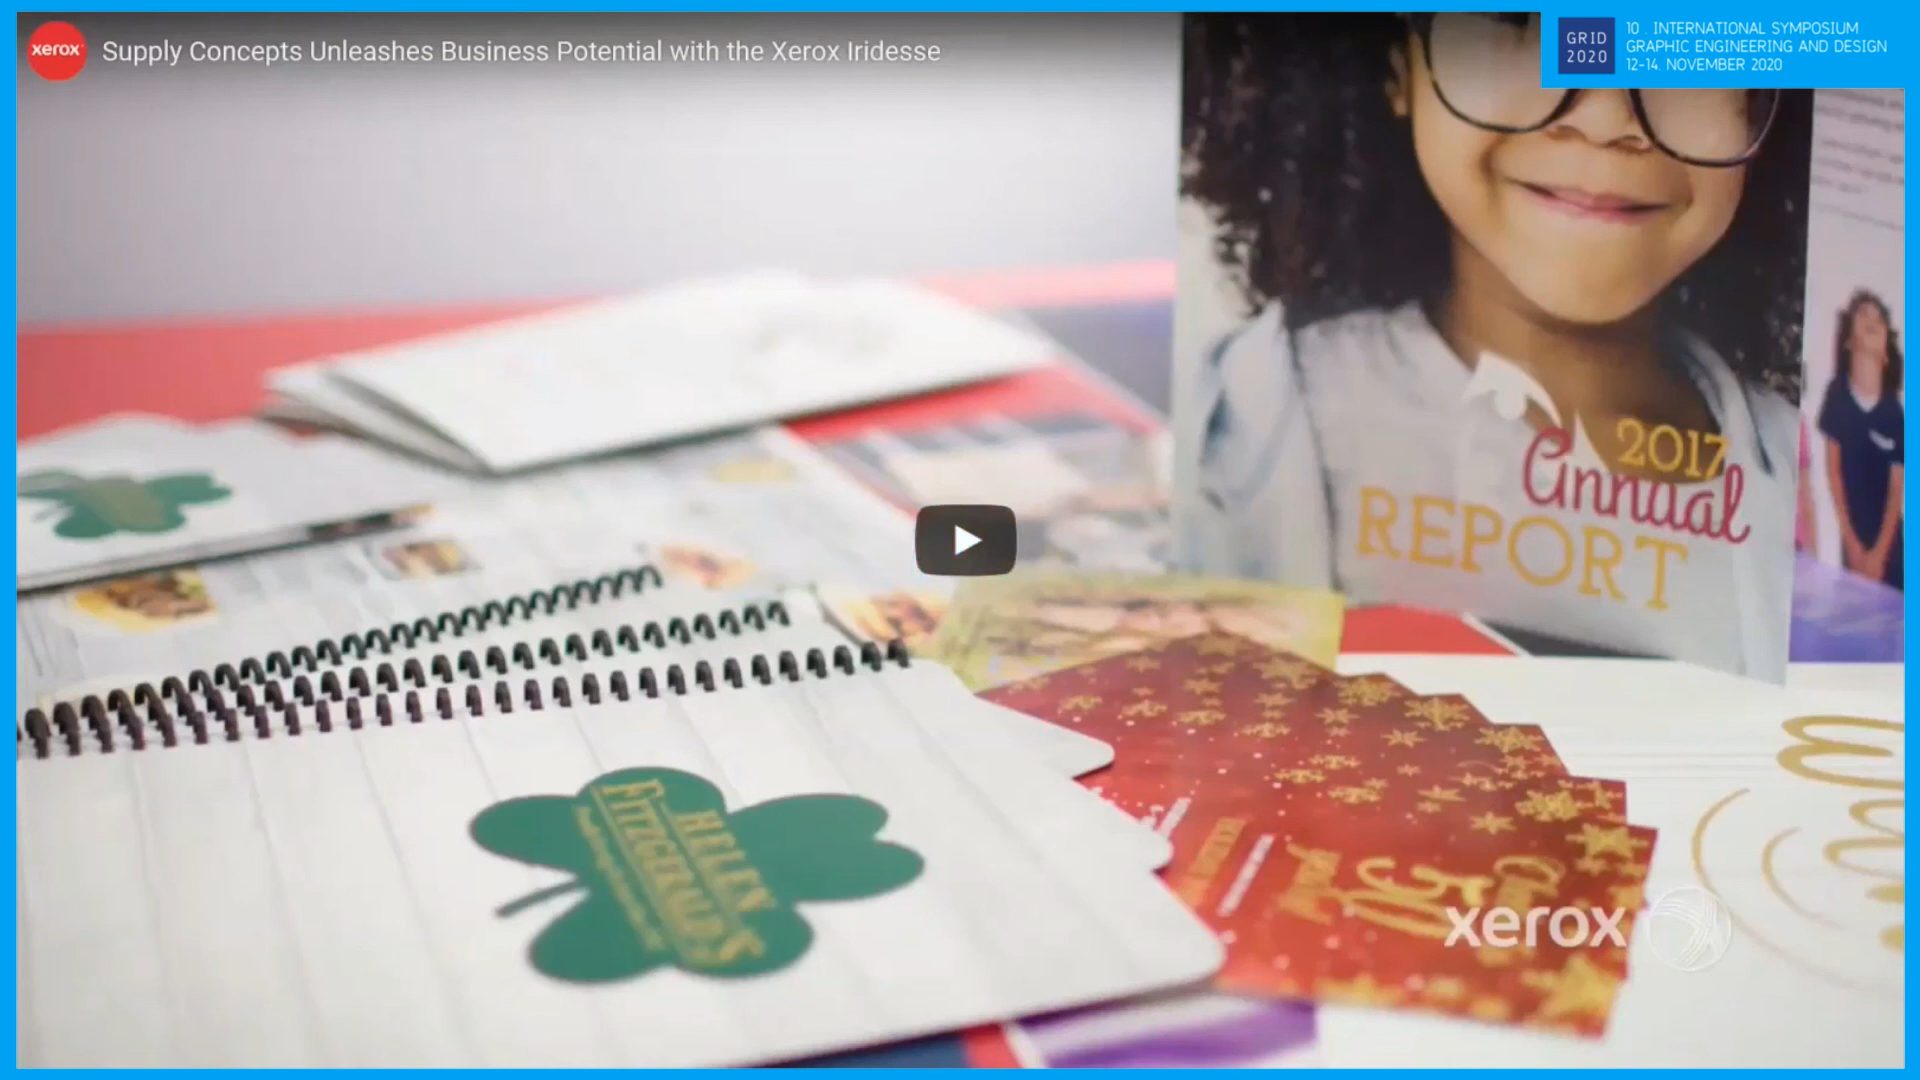 xerox
Supply Concepts Unleashes Business Potential with the Xerox Iridesse
GRID
2020
10 . INTERNATIONAL SYMPOSIUM
GRAPHIC ENGINEERING AND DESIGN
12-14. NOVEMBER 2020
2017
annual
REPORT
HELEN
FITZGERALD'S
xerox